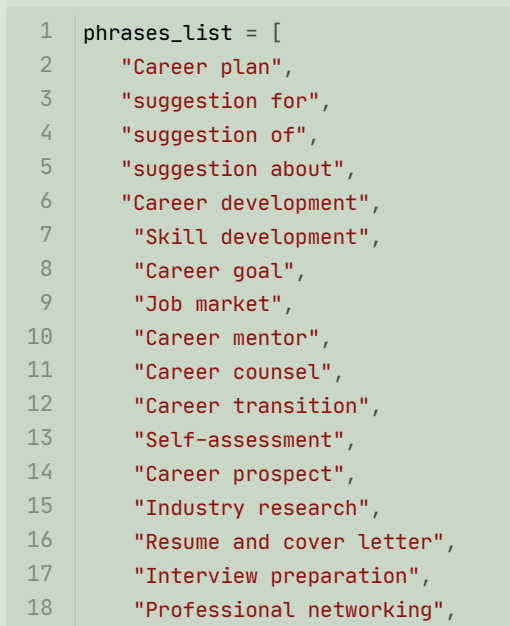 1 phrases_list = [
2 "Career plan",
3 "suggestion for",
4 "suggestion of",
5 "suggestion about",
6 "Career development",
7 "Skill development",
8 "Career goal",
9 "Job market",
10 "Career mentor",
11 "Career counsel",
12 "Career transition",
13 "Self-assessment",
14 "Career prospect",
15 "Industry research",
16 "Resume and cover letter",
17 "Interview preparation",
18 "Professional networking",